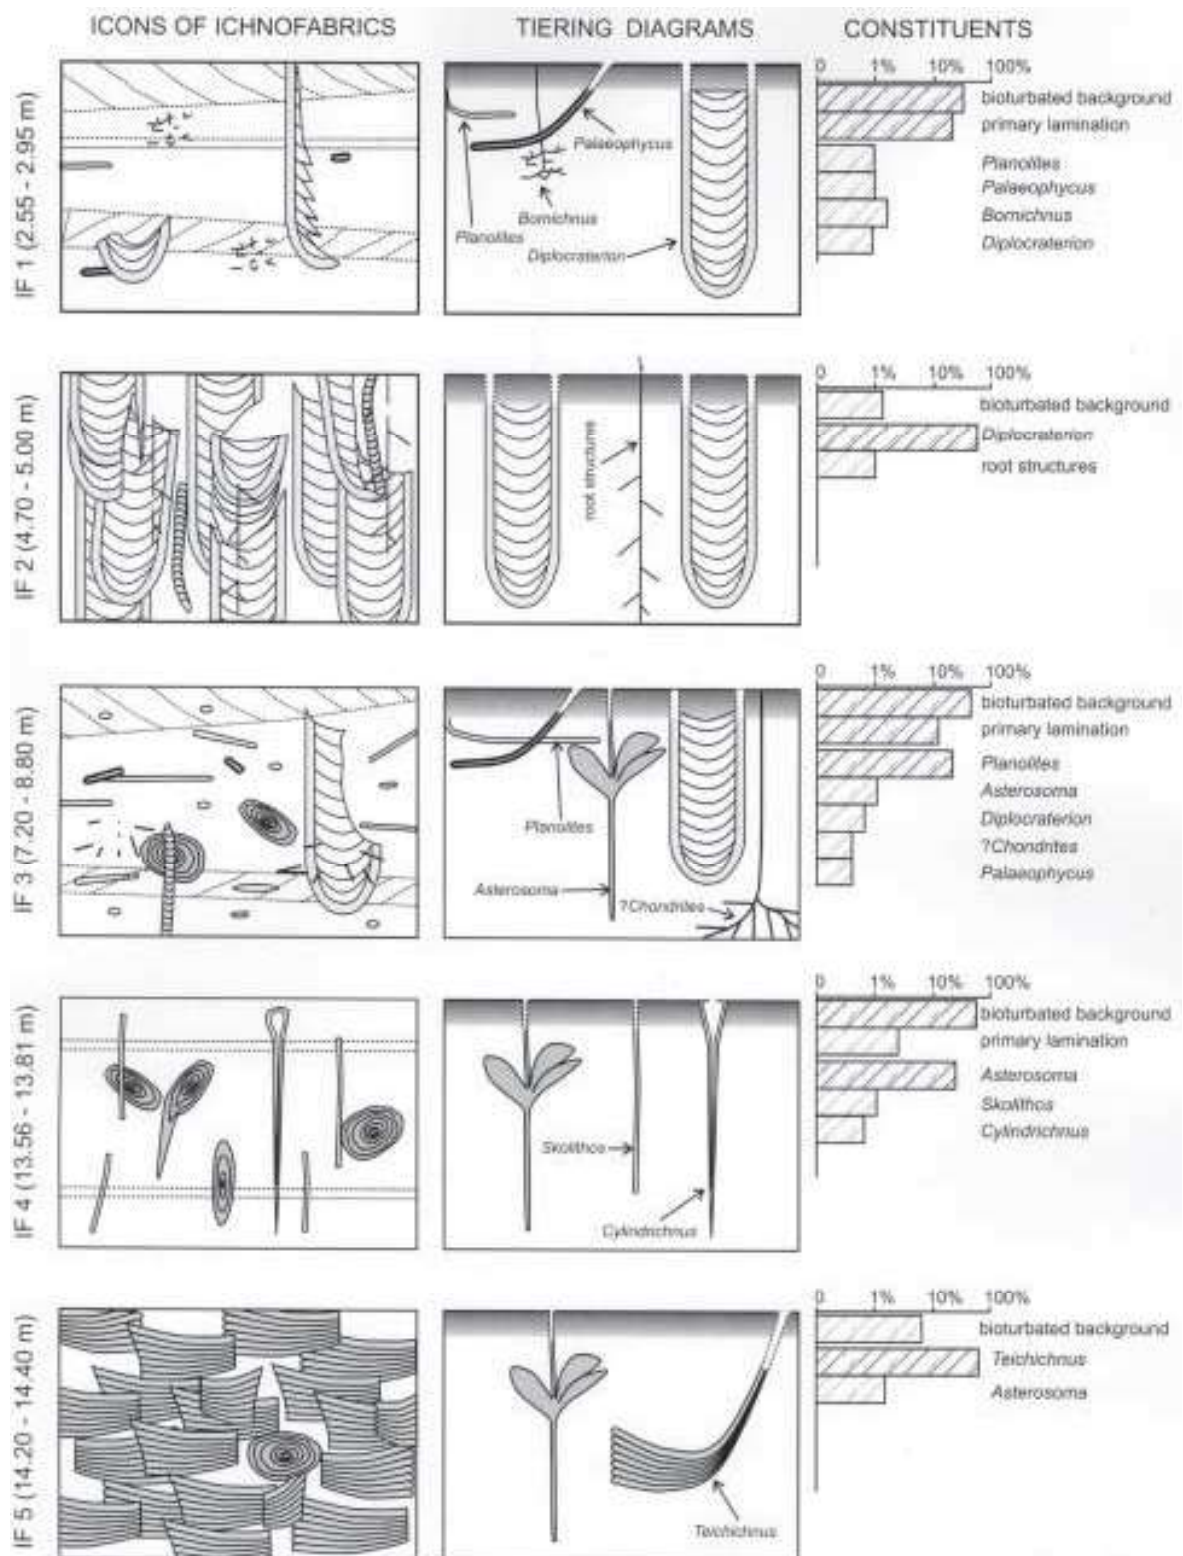 ICONS OF ICHNOFABRICS
TIERING DIAGRAMS
CONSTITUENTS
IF 1 (2.55 - 2.95 m)
Palaeophycus
Bornichnus
Planolites
Diplocraterion
0 1% 10% 100%
bioturbated background
primary lamination
Planolites
Palaeophycus
Bornichnus
Diplocraterion
IF 2 (4.70 - 5.00 m)
root structures
0 1% 10% 100%
bioturbated background
Diplocraterion
root structures
IF 3 (7.20 - 8.80 m)
Planolites
Asterosoma
?Chondrites
0 1% 10% 100%
bioturbated background
primary lamination
Planolites
Asterosoma
Diplocraterion
?Chondrites
Palaeophycus
IF 4 (13.56 - 13.81 m)
Skolithos
Cylindrichnus
0 1% 10% 100%
bioturbated background
primary lamination
Asterosoma
Skolithos
Cylindrichnus
IF 5 (14.20 - 14.40 m)
Teichichnus
0 1% 10% 100%
bioturbated background
Teichichnus
Asterosoma